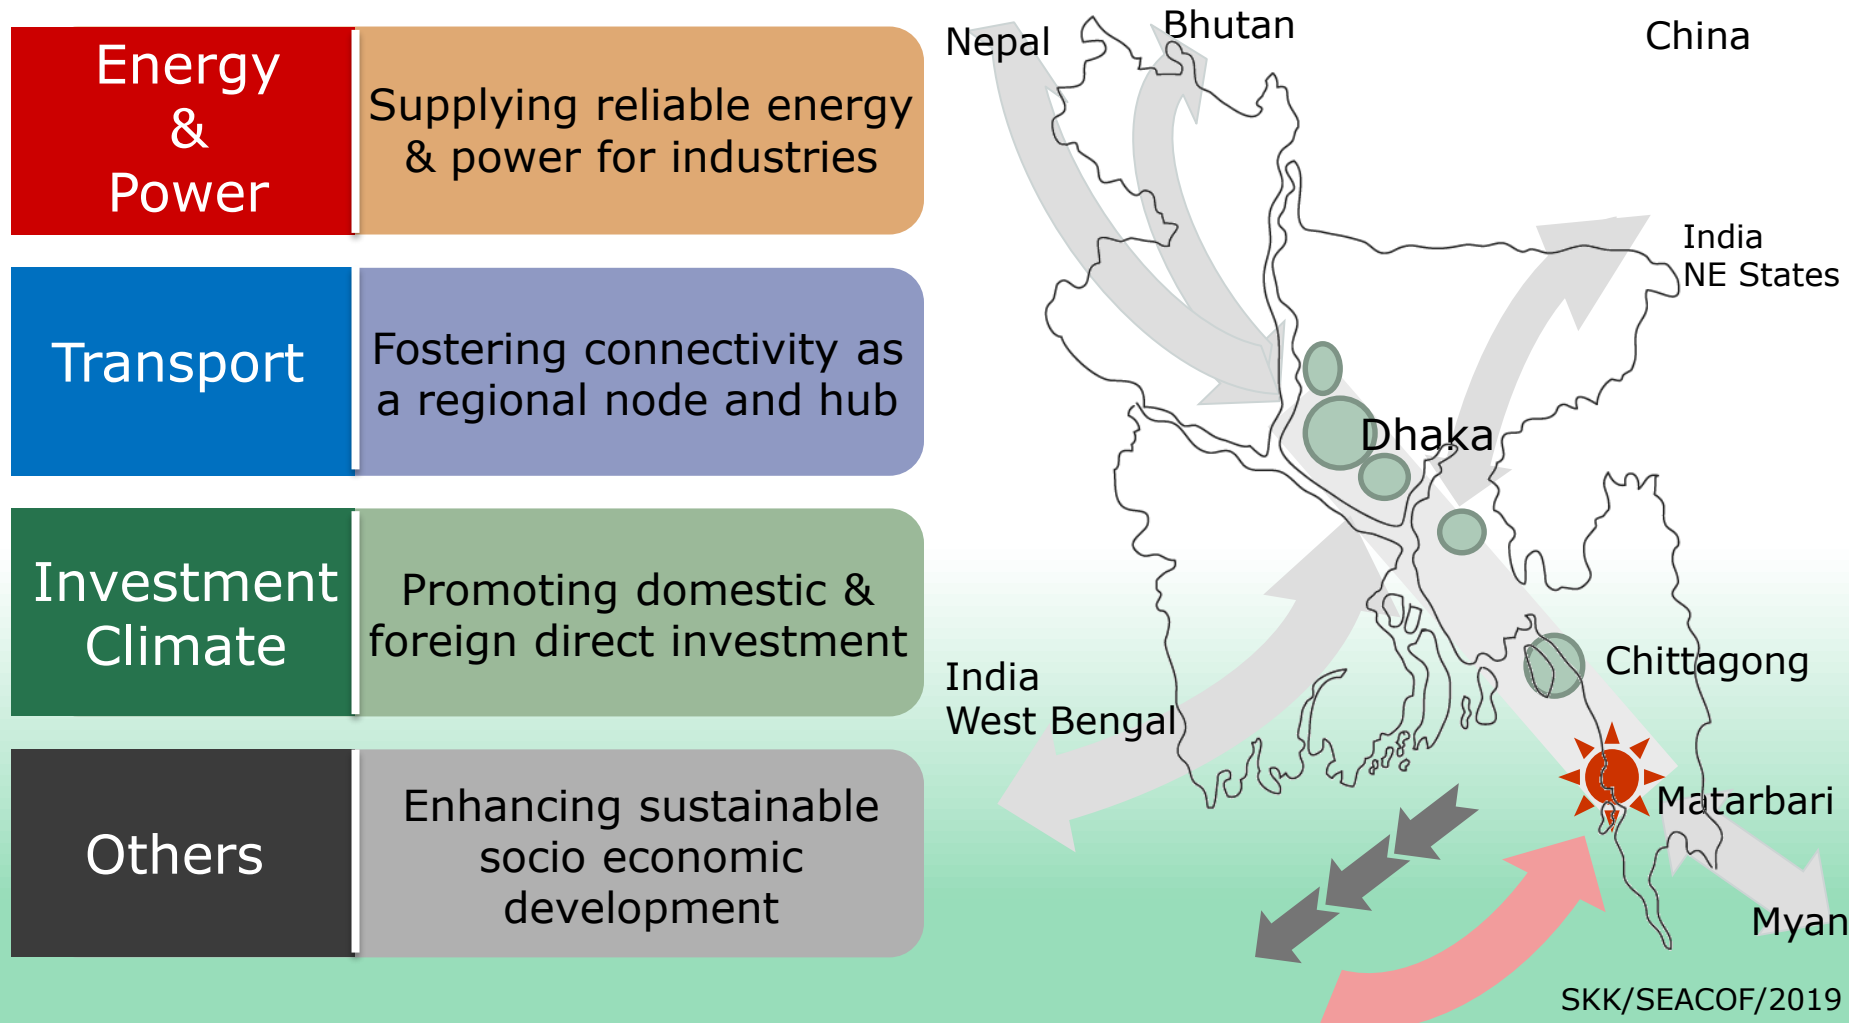 Energy
&
Power
Supplying reliable energy
& power for industries
Transport
Fostering connectivity as
a regional node and hub
Investment
Climate
Promoting domestic &
foreign direct investment
Others
Enhancing sustainable
socio economic
development
Nepal
Bhutan
China
India
NE States
Dhaka
India
West Bengal
Chittagong
Matarbari
Myan
SKK/SEACOF/2019